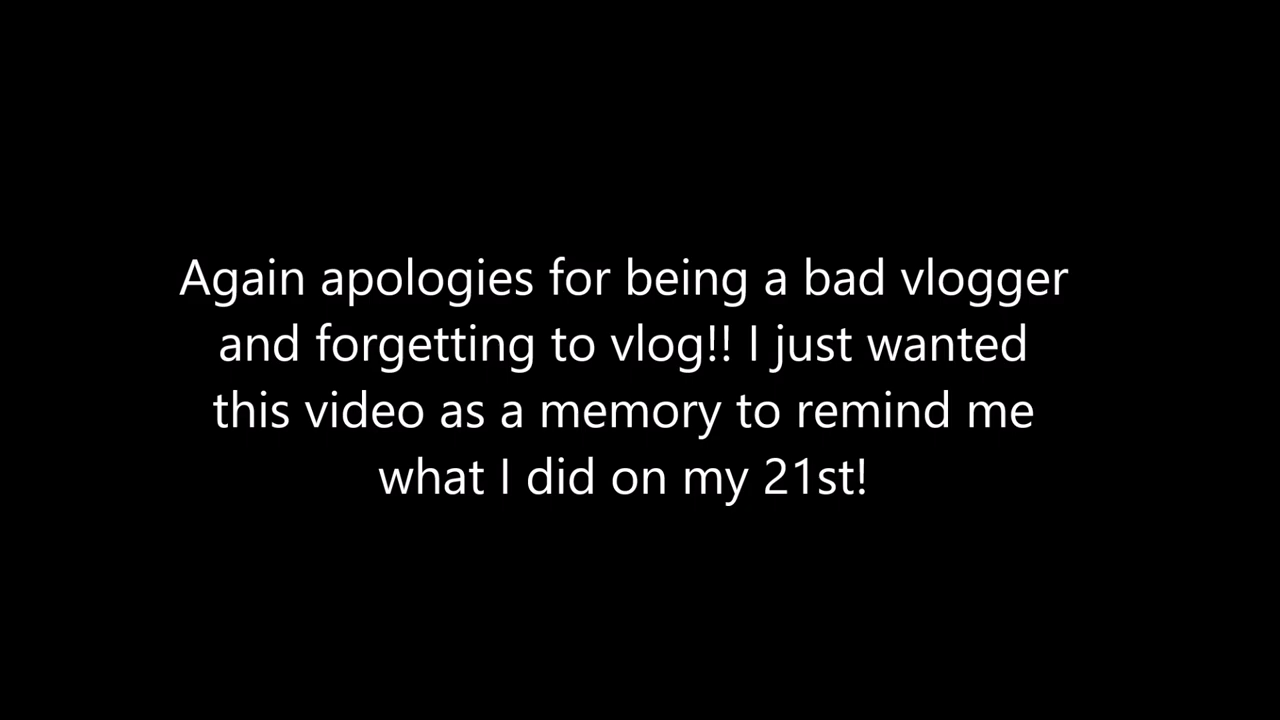 Again apologies for being a bad vlogger
and forgetting to vlog!! I just wanted
this video as a memory to remind me
what I did on my 21st!